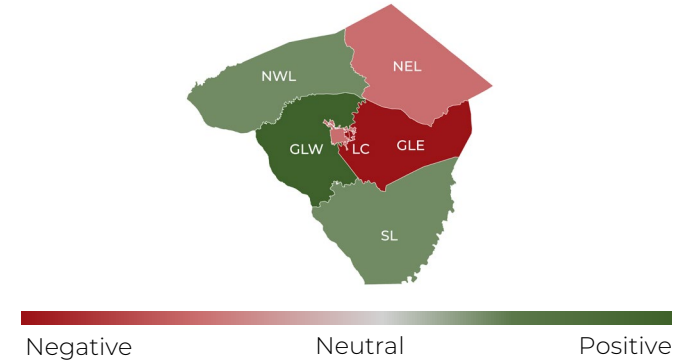 NEL
NWL
GLW
LC
GLE
SL
Negative
Neutral
Positive